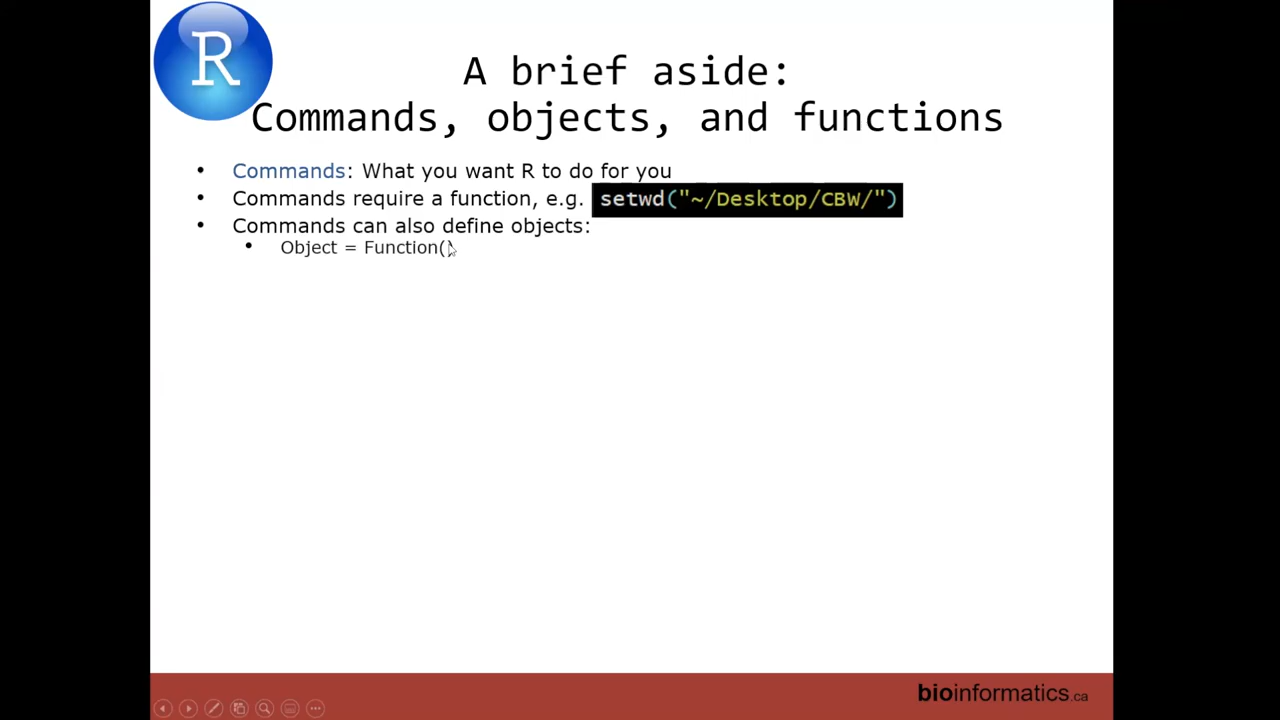 R
A brief aside:
Commands, objects, and functions
• Commands: What you want R to do for you
• Commands require a function, e.g. setwd("~/Desktop/CBW/")
• Commands can also define objects:
• Object = Function()
bioinformatics.ca